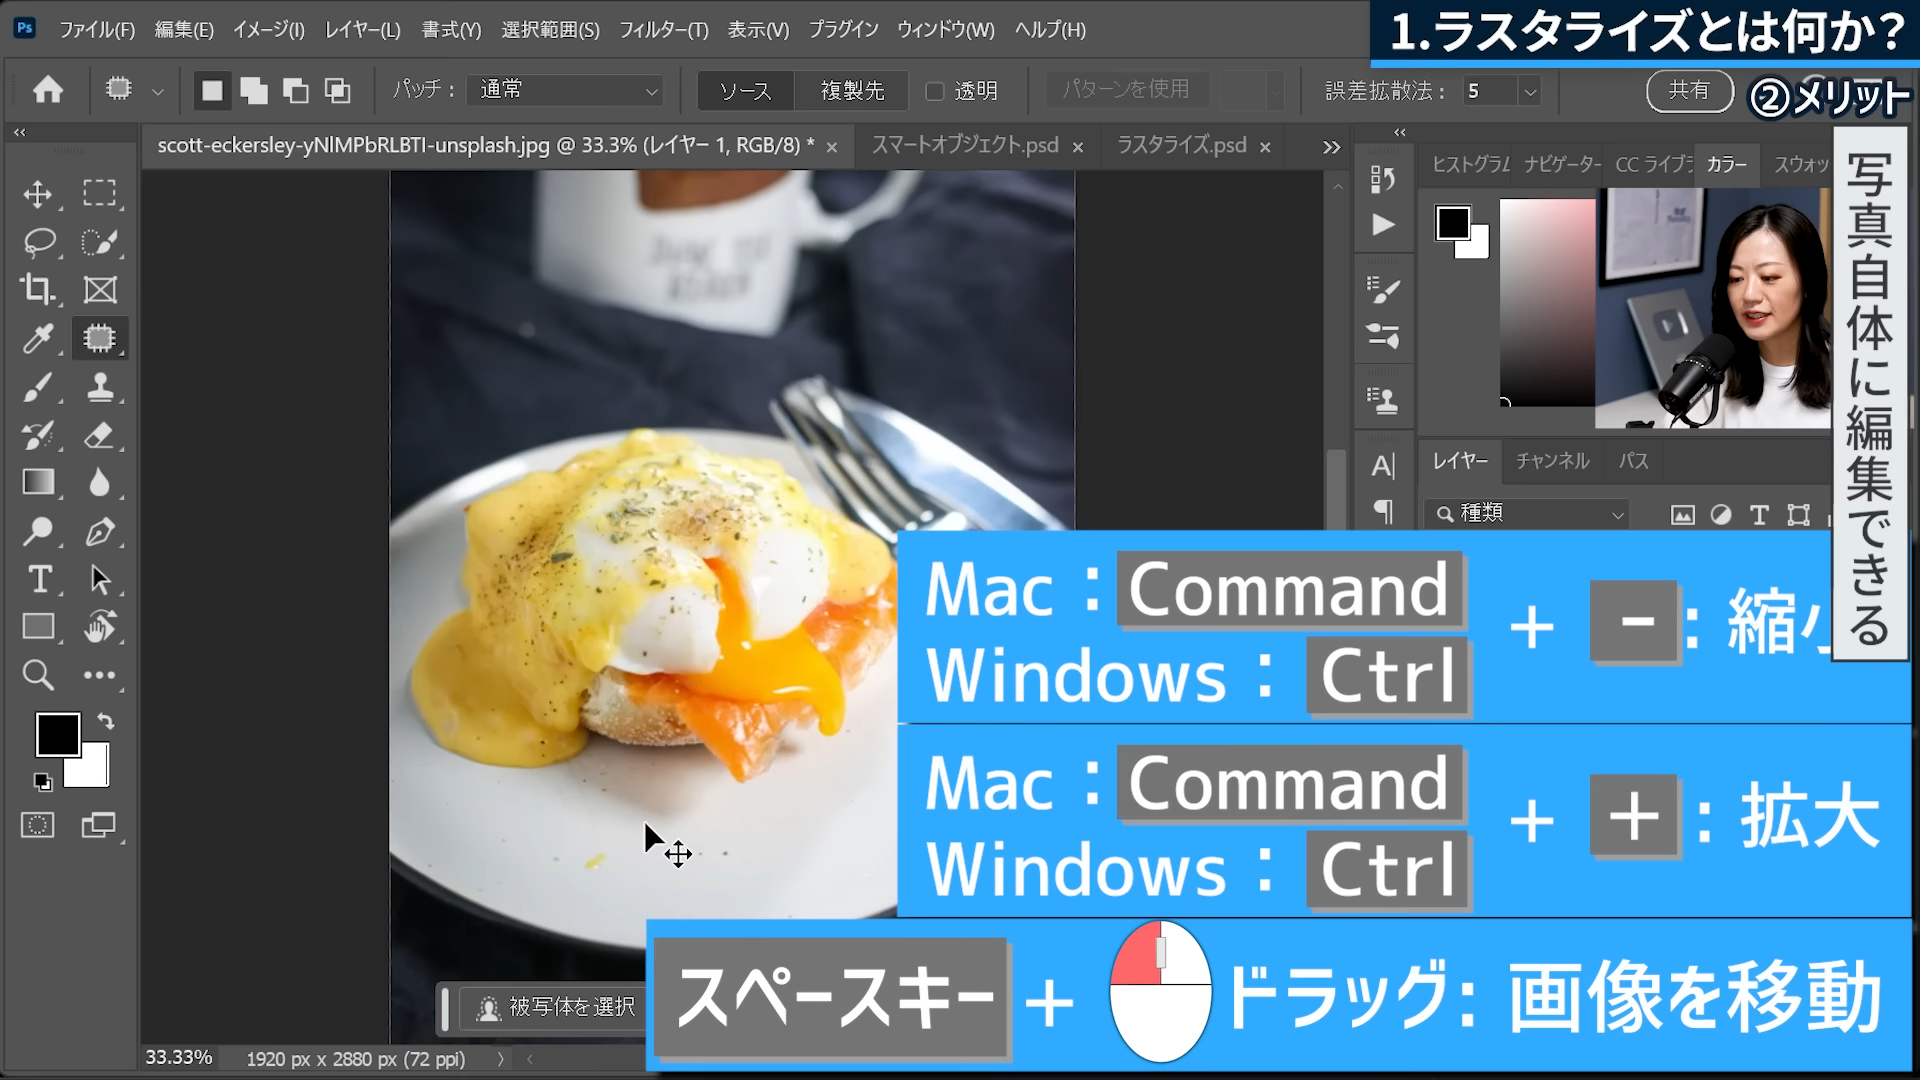 Ps ファイル(F) 編集(E) イメージ(I) レイヤー(L) 書式(Y) 選択範囲(S) フィルター(T) 表示(V) プラグイン ウィンドウ(W) ヘルプ(H)
1.ラスタライズとは何か?
パッチ： 通常 ソース 複製先 透明 パターンを使用 誤差拡散法： 5 共有
②メリット
scott-eckersley-yNlMPbRLBTI-unsplash.jpg @ 33.3% (レイヤー 1, RGB/8) *
スマートオブジェクト.psd
ラスタライズ.psd
ヒストグラム ナビゲーター CC ライブラ カラー スウォッ
写真自体に編集できる
レイヤー チャンネル パス
種類
Mac：Command
Windows：Ctrl
+ -：縮小
Mac：Command
Windows：Ctrl
+ +：拡大
被写体を選択
スペースキー + ドラッグ：画像を移動
33.33% 1920 px x 2880 px (72 ppi)